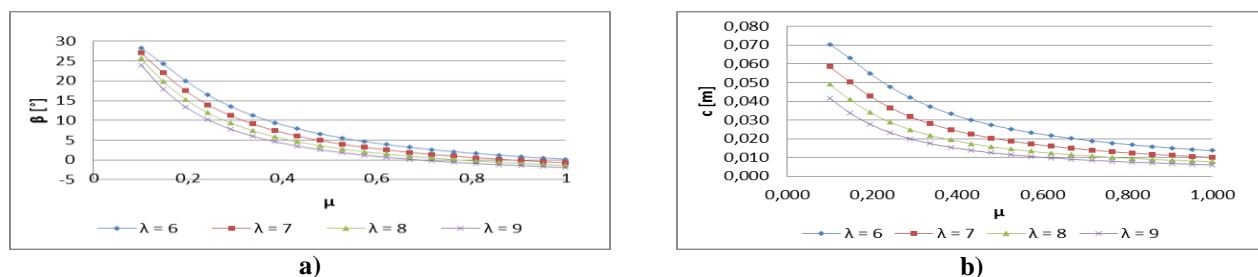 β [°]
30
25
20
15
10
5
0
-5
0 0,2 0,4 0,6 0,8 1
μ
λ = 6 λ = 7 λ = 8 λ = 9
a)
c [m]
0,080
0,070
0,060
0,050
0,040
0,030
0,020
0,010
0,000
0,000 0,200 0,400 0,600 0,800 1,000
μ
λ = 6 λ = 7 λ = 8 λ = 9
b)